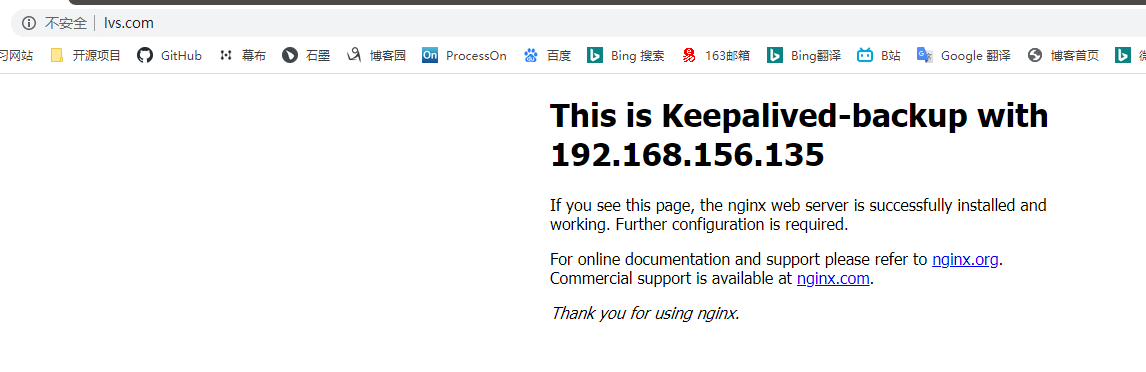 不安全 | lvs.com
习网站 开源项目 GitHub 幕布 石墨 博客园 On ProcessOn 百度 Bing 搜索 163邮箱 Bing翻译 B站 Google 翻译 博客首页
This is Keepalived-backup with
192.168.156.135
If you see this page, the nginx web server is successfully installed and
working. Further configuration is required.
For online documentation and support please refer to nginx.org.
Commercial support is available at nginx.com.
Thank you for using nginx.